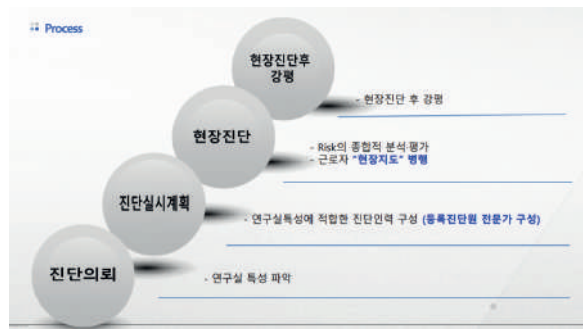 Process
현장진단후
강평
- 현장진단 후 강평
현장진단
- Risk의 종합적 분석·평가
- 근로자 "현장지도" 병행
진단실시계획
- 연구실특성에 적합한 진단인력 구성 (등록진단원 전문가 구성)
진단의뢰
- 연구실 특성 파악